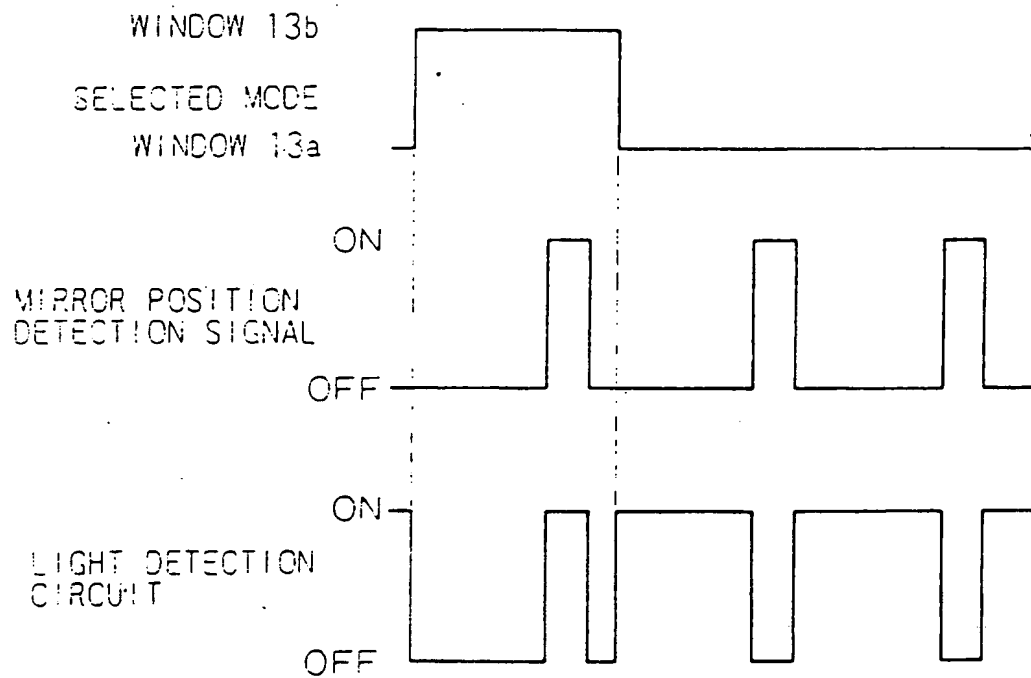 WINDOW 13b
SELECTED MODE
WINDOW 13a
ON
MIRROR POSITION
DETECTION SIGNAL
OFF
ON
LIGHT DETECTION
CIRCUIT
OFF